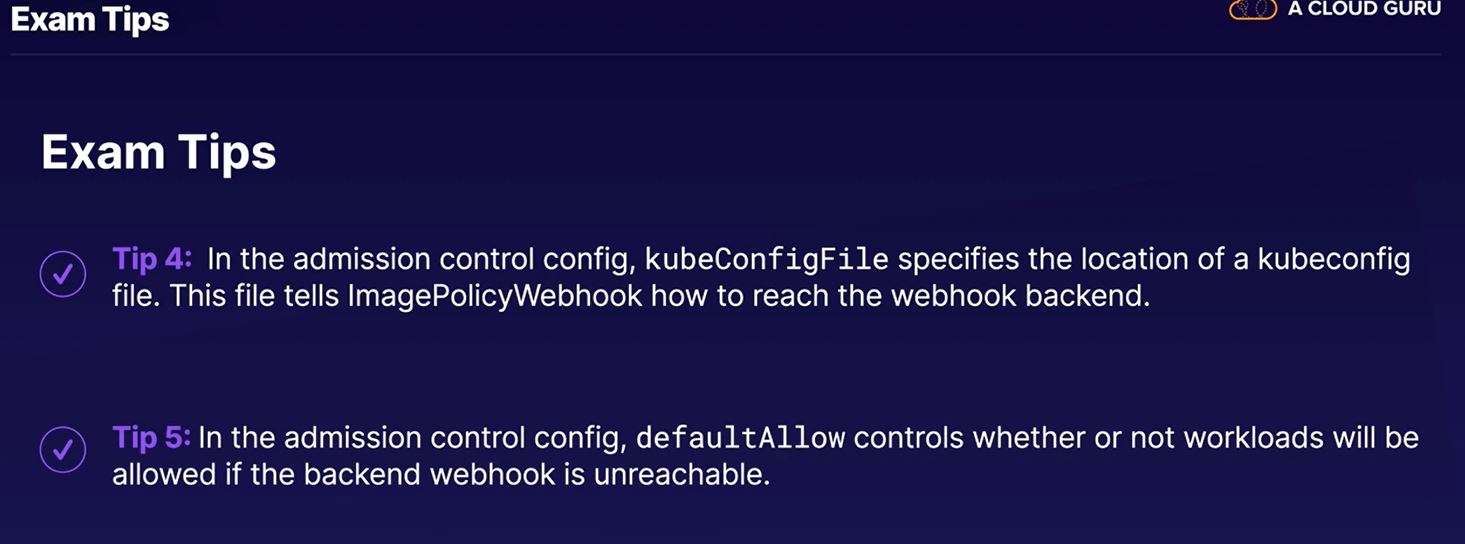 Exam Tips
A CLOUD GURU
Exam Tips
Tip 4: In the admission control config, kubeConfigFile specifies the location of a kubeconfig
file. This file tells ImagePolicyWebhook how to reach the webhook backend.
Tip 5: In the admission control config, defaultAllow controls whether or not workloads will be
allowed if the backend webhook is unreachable.